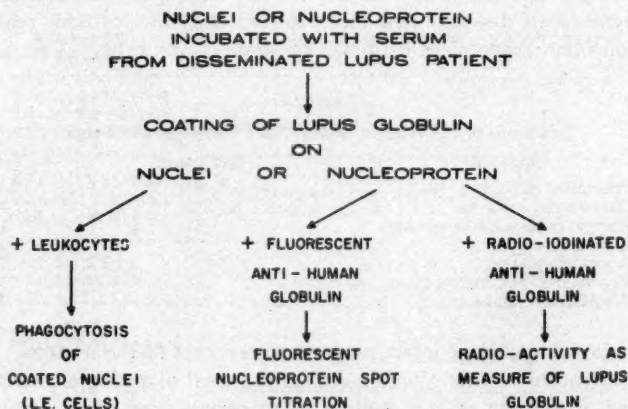 NUCLEI OR NUCLEOPROTEIN
INCUBATED WITH SERUM
FROM DISSEMINATED LUPUS PATIENT
COATING OF LUPUS GLOBULIN
ON
NUCLEI OR NUCLEOPROTEIN
+ LEUKOCYTES
PHAGOCYTOSIS
OF
COATED NUCLEI
(L.E. CELLS)
+ FLUORESCENT
ANTI-HUMAN
GLOBULIN
FLUORESCENT
NUCLEOPROTEIN SPOT
TITRATION
+ RADIO-IODINATED
ANTI-HUMAN
GLOBULIN
RADIO-ACTIVITY AS
MEASURE OF LUPUS
GLOBULIN